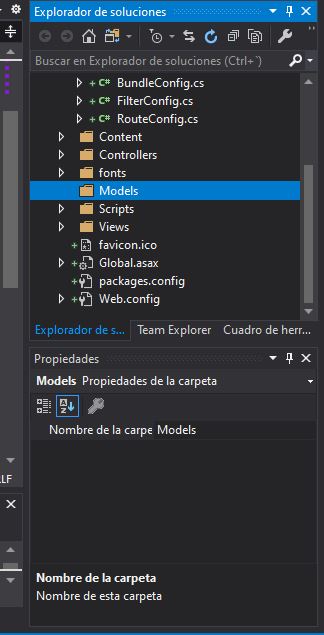 Explorador de soluciones
Buscar en Explorador de soluciones (Ctrl+`)
C# BundleConfig.cs
C# FilterConfig.cs
C# RouteConfig.cs
Content
Controllers
fonts
Models
Scripts
Views
favicon.ico
Global.asax
packages.config
Web.config
Explorador de s... Team Explorer Cuadro de herr...
Propiedades
Models Propiedades de la carpeta
Nombre de la carpe Models
LF
Nombre de la carpeta
Nombre de esta carpeta